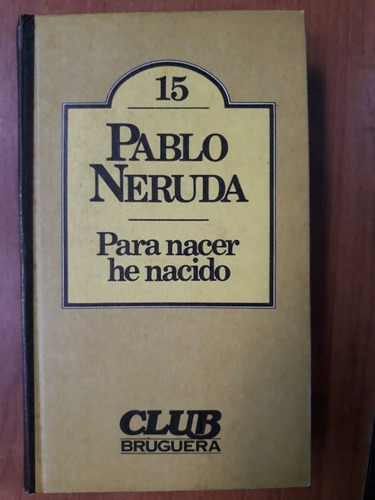 15
PABLO
NERUDA
Para nacer
he nacido
CLUB
BRUGUERA